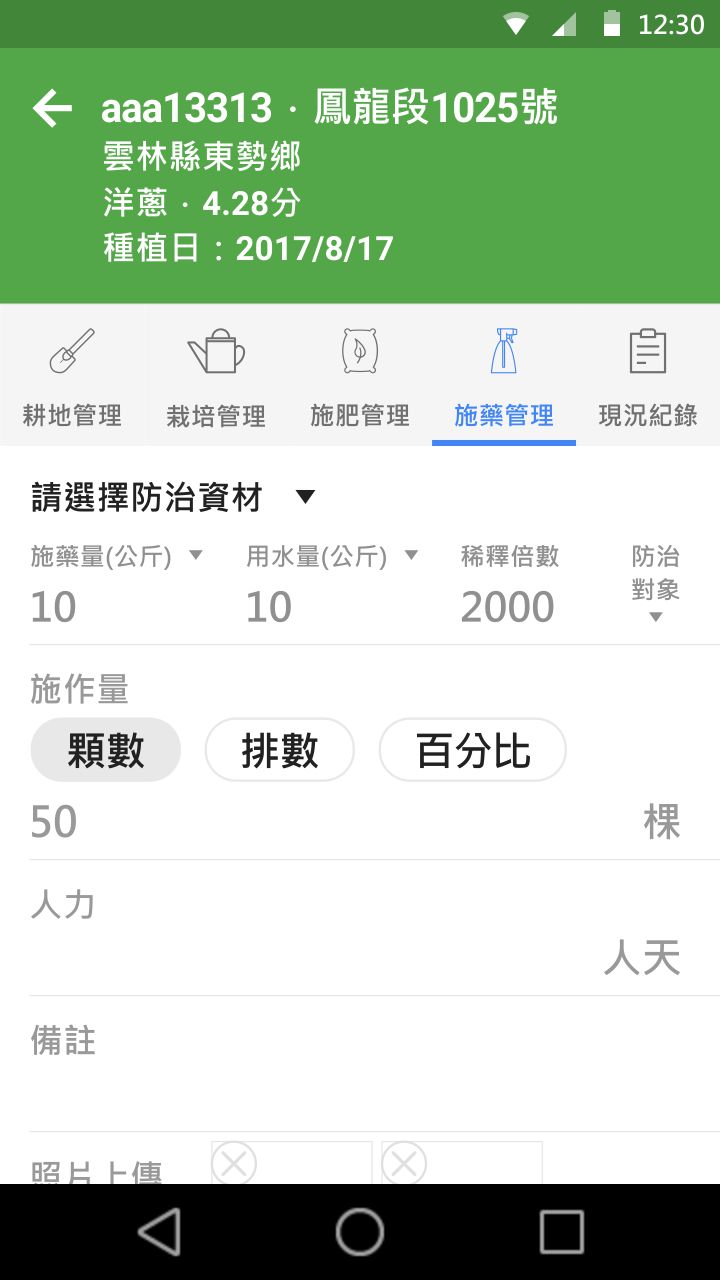 12:30
aaa13313 · 鳳龍段1025號
雲林縣東勢鄉
洋蔥 · 4.28分
種植日：2017/8/17
耕地管理 栽培管理 施肥管理 施藥管理 現況紀錄
請選擇防治資材
施藥量(公斤) 用水量(公斤) 稀釋倍數 防治
對象
10 10 2000
施作量
顆數 排數 百分比
50 棵
人力
人天
備註
照片上傳